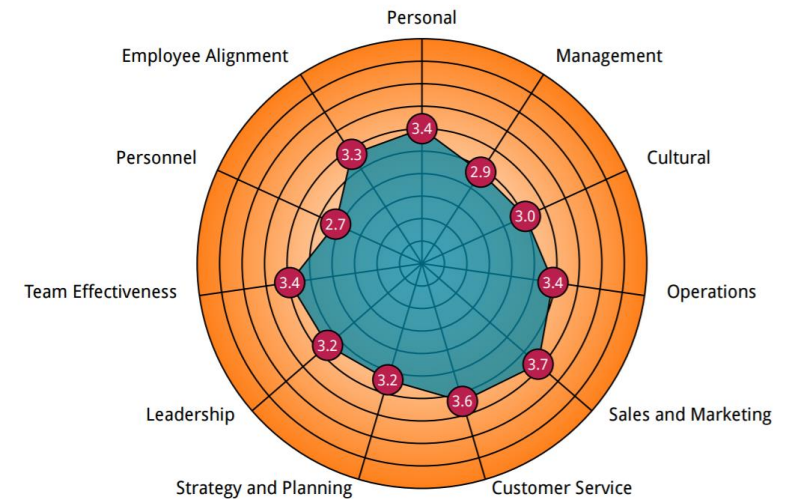 Personal
Employee Alignment
Management
3.4
3.3
Personnel
Cultural
2.9
3.0
2.7
Team Effectiveness
3.4
3.4
Operations
3.2
3.7
3.2
3.6
Leadership
Sales and Marketing
Strategy and Planning
Customer Service